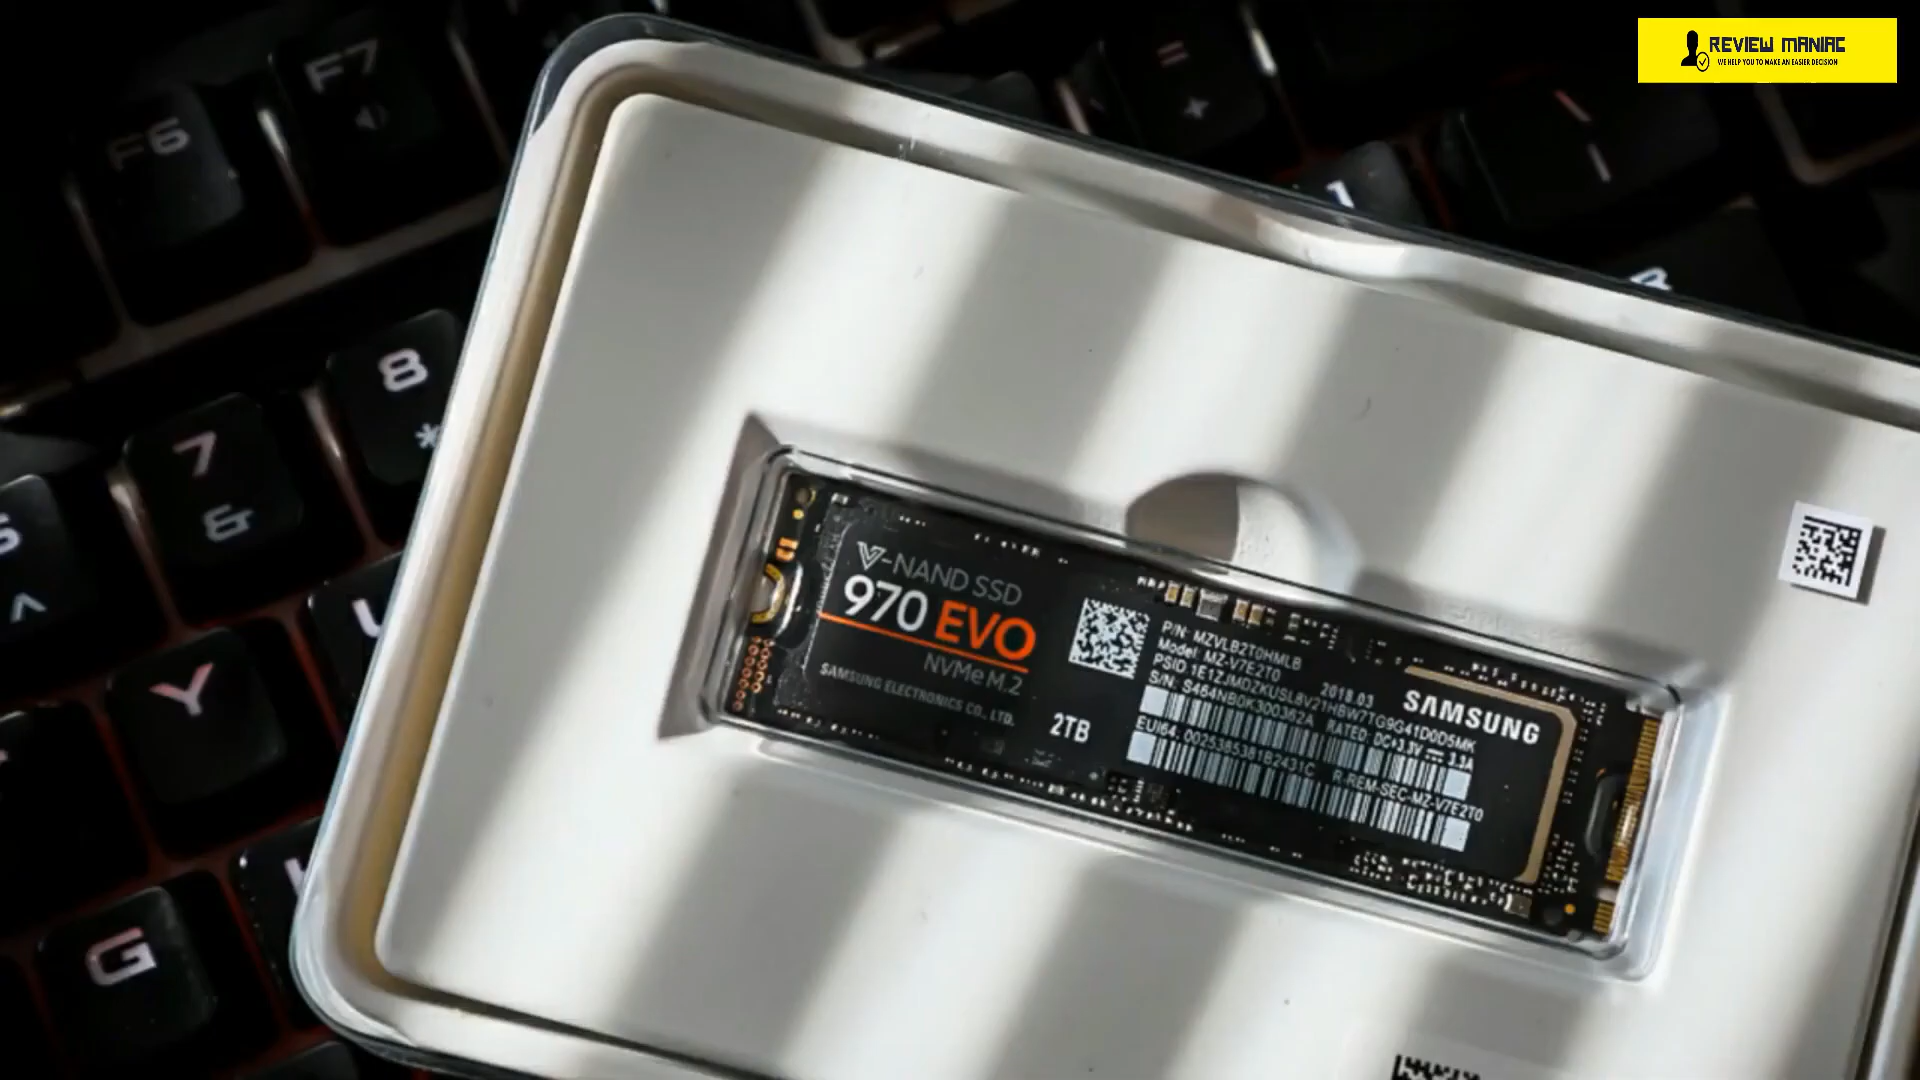 REVIEW MANIAC
WE HELP YOU TO MAKE AN EASIER DECISION
F7
F6
=
+
1
8
*
7
&
^
Y
G
V-NAND SSD
970 EVO
NVMe M.2
SAMSUNG ELECTRONICS CO., LTD.
2TB
P/N: MZVLB2T0HMLB
Model: MZ-V7E2T0
2018.03
PSID 1E1ZJMDZKUSL8V21HBW7TG9G41D0D5MK
S/N: S464NB0K300362A RATED: DC+3.3V 3.3A
EUI64: 0025385381B2431C R-REM-SEC-MZ-V7E2T0
SAMSUNG